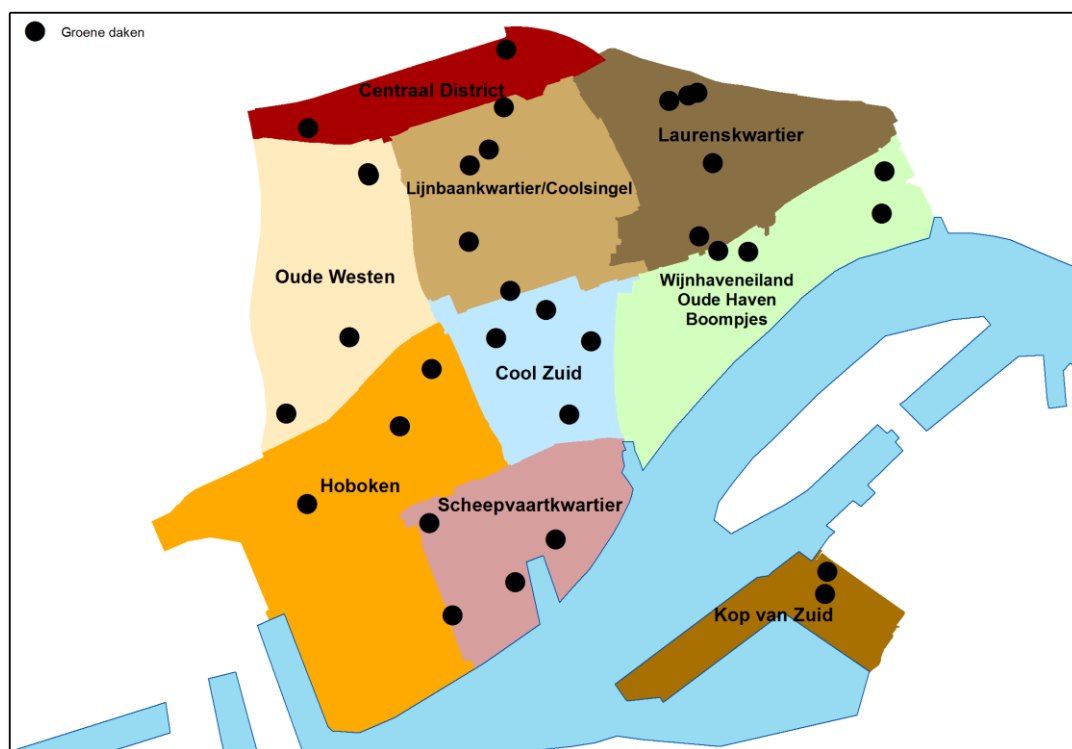 Groene daken
Centraal District
Laurenskwartier
Lijnbaankwartier/Coolsingel
Oude Westen
Wijnhaveneiland
Oude Haven
Boompjes
Cool Zuid
Hoboken
Scheepvaartkwartier
Kop van Zuid